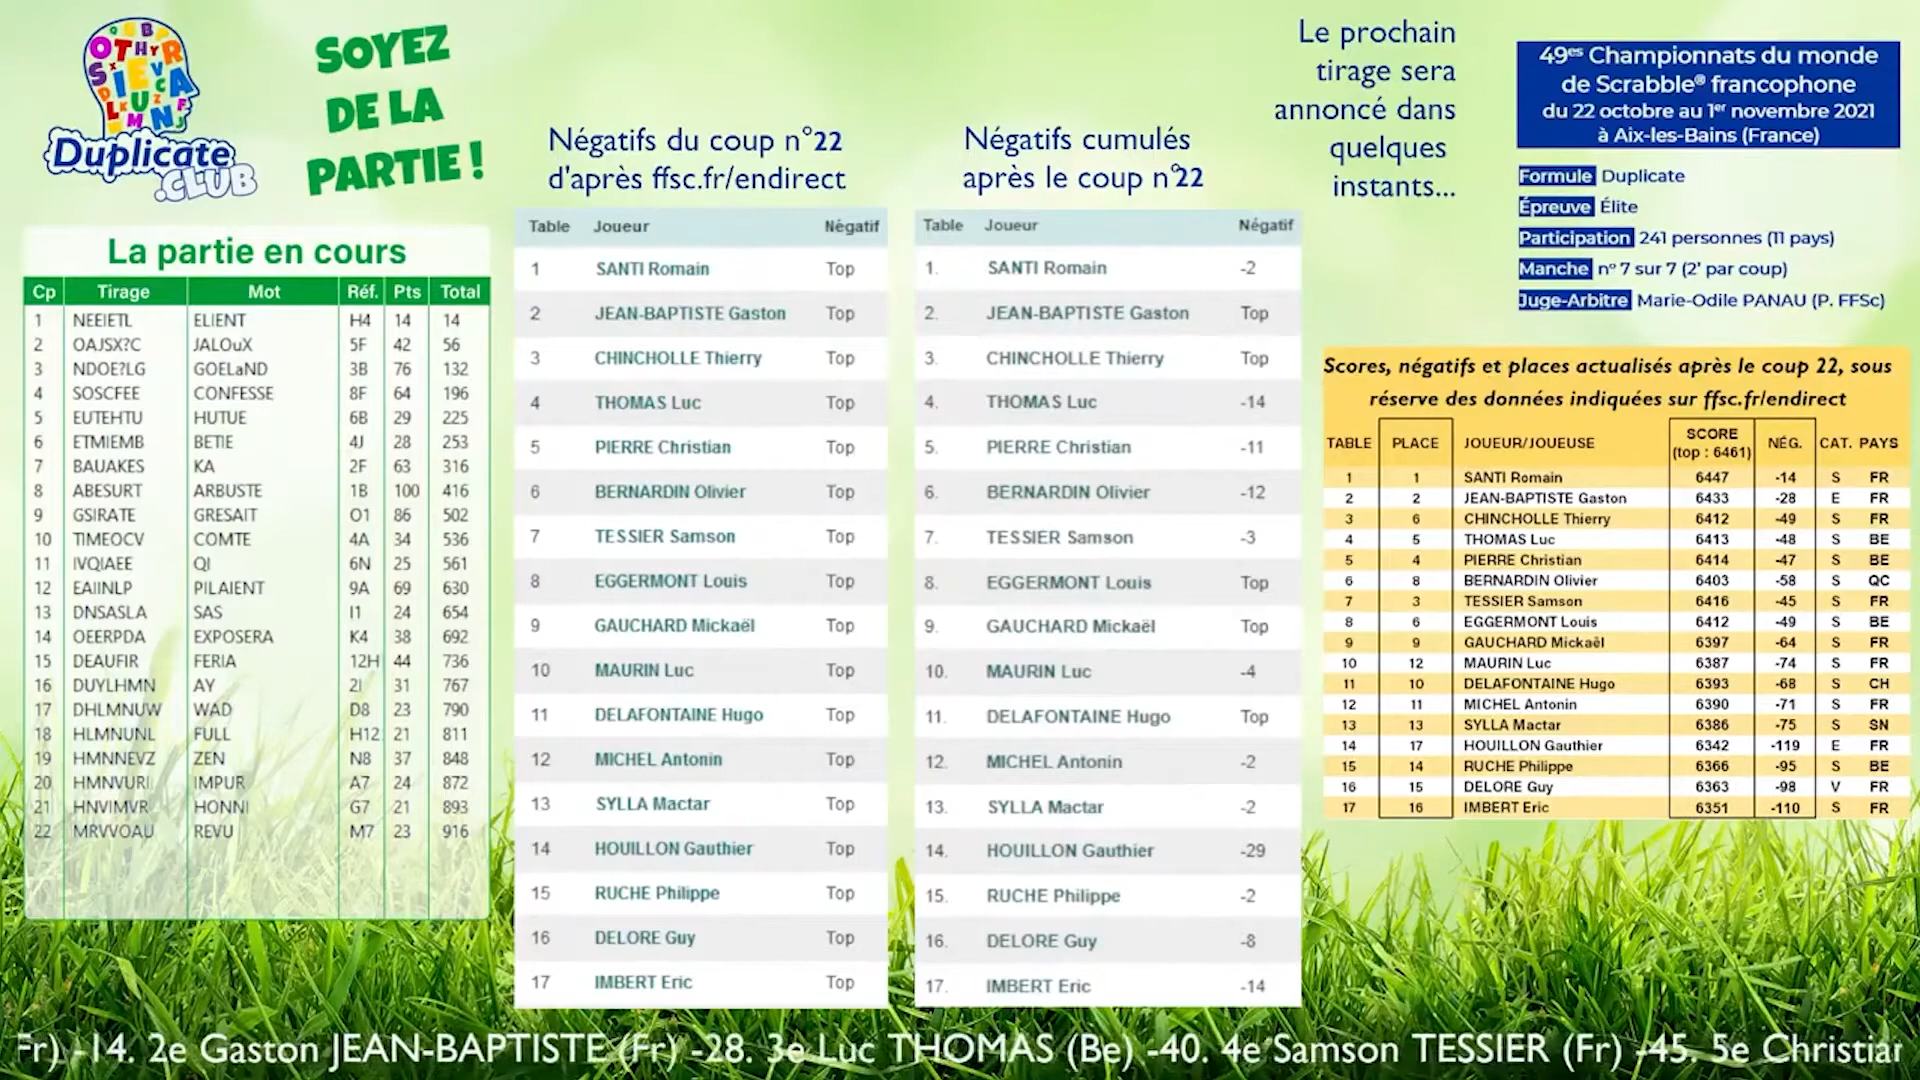 Duplicate
.CLUB
SOYEZ
DE LA
PARTIE !
La partie en cours
Cp Tirage Mot Réf. Pts Total
1 NEEIETL ELIENT H4 14 14
2 OAJSX?C JALOuX 5F 42 56
3 NDOE?LG GOELaND 3B 76 132
4 SOSCFEE CONFESSE 8F 64 196
5 EUTEHTU HUTUE 6B 29 225
6 ETMIEMB BETIE 4J 28 253
7 BAUAKES KA 2F 63 316
8 ABESURT ARBUSTE 1B 100 416
9 GSIRATE GRESAIT O1 86 502
10 TIMEOCV COMTE 4A 34 536
11 IVQIAEE QI 6N 25 561
12 EAIINLP PILAIENT 9A 69 630
13 DNSASLA SAS I1 24 654
14 OEERPDA EXPOSERA K4 38 692
15 DEAUFIR FERIA 12H 44 736
16 DUYLHMN AY 2I 31 767
17 DHLMNUW WAD D8 23 790
18 HLMNUNL FULL H12 21 811
19 HMNNEVZ ZEN N8 37 848
20 HMNVURI IMPUR A7 24 872
21 HNVIMVR HONNI G7 21 893
22 MRVVOAU REVU M7 23 916
Négatifs du coup n°22
d'après ffsc.fr/endirect
Table Joueur Négatif
1 SANTI Romain Top
2 JEAN-BAPTISTE Gaston Top
3 CHINCHOLLE Thierry Top
4 THOMAS Luc Top
5 PIERRE Christian Top
6 BERNARDIN Olivier Top
7 TESSIER Samson Top
8 EGGERMONT Louis Top
9 GAUCHARD Mickaël Top
10 MAURIN Luc Top
11 DELAFONTAINE Hugo Top
12 MICHEL Antonin Top
13 SYLLA Mactar Top
14 HOUILLON Gauthier Top
15 RUCHE Philippe Top
16 DELORE Guy Top
17 IMBERT Eric Top
Négatifs cumulés
après le coup n°22
Table Joueur Négatif
1. SANTI Romain -2
2. JEAN-BAPTISTE Gaston Top
3. CHINCHOLLE Thierry Top
4. THOMAS Luc -14
5. PIERRE Christian -11
6. BERNARDIN Olivier -12
7. TESSIER Samson -3
8. EGGERMONT Louis Top
9. GAUCHARD Mickaël Top
10. MAURIN Luc -4
11. DELAFONTAINE Hugo Top
12. MICHEL Antonin -2
13. SYLLA Mactar -2
14. HOUILLON Gauthier -29
15. RUCHE Philippe -2
16. DELORE Guy -8
17. IMBERT Eric -14
Le prochain
tirage sera
annoncé dans
quelques
instants...
49es Championnats du monde
de Scrabble® francophone
du 22 octobre au 1er novembre 2021
à Aix-les-Bains (France)
Formule Duplicate
Épreuve Élite
Participation 241 personnes (11 pays)
Manche n° 7 sur 7 (2' par coup)
Juge-Arbitre Marie-Odile PANAU (P. FFSc)
Scores, négatifs et places actualisés après le coup 22, sous
réserve des données indiquées sur ffsc.fr/endirect
TABLE PLACE JOUEUR/JOUEUSE SCORE (top : 6461) NÉG. CAT. PAYS
1 1 SANTI Romain 6447 -14 S FR
2 2 JEAN-BAPTISTE Gaston 6433 -28 E FR
3 6 CHINCHOLLE Thierry 6412 -49 S FR
4 5 THOMAS Luc 6413 -48 S BE
5 4 PIERRE Christian 6414 -47 S BE
6 8 BERNARDIN Olivier 6403 -58 S QC
7 3 TESSIER Samson 6416 -45 S FR
8 6 EGGERMONT Louis 6412 -49 S BE
9 9 GAUCHARD Mickaël 6397 -64 S FR
10 12 MAURIN Luc 6387 -74 S FR
11 10 DELAFONTAINE Hugo 6393 -68 S CH
12 11 MICHEL Antonin 6390 -71 S FR
13 13 SYLLA Mactar 6386 -75 S SN
14 17 HOUILLON Gauthier 6342 -119 E FR
15 14 RUCHE Philippe 6366 -95 S BE
16 15 DELORE Guy 6363 -98 V FR
17 16 IMBERT Eric 6351 -110 S FR
Fr) -14. 2e Gaston JEAN-BAPTISTE (Fr) -28. 3e Luc THOMAS (Be) -40. 4e Samson TESSIER (Fr) -45. 5e Christian